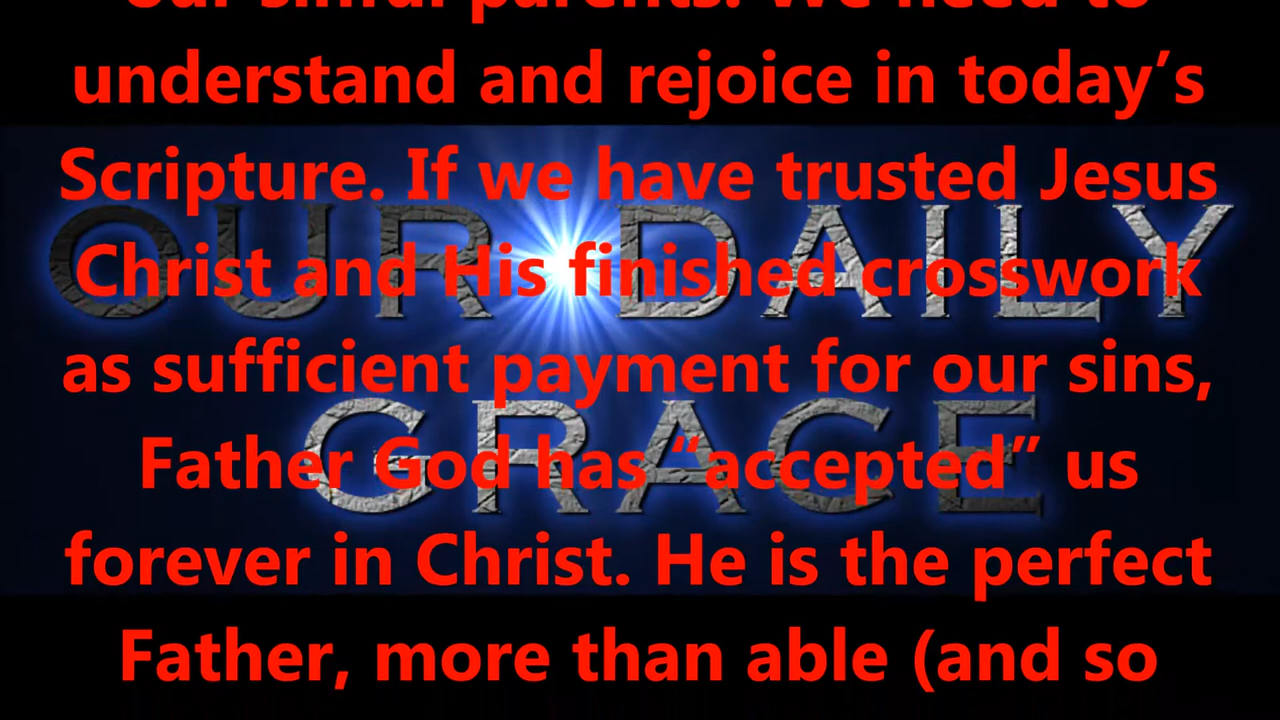 our sinful parents. We need to
understand and rejoice in today’s
Scripture. If we have trusted Jesus
OUR DAILY
Christ and His finished crosswork
as sufficient payment for our sins,
GRACE
Father God has “accepted” us
forever in Christ. He is the perfect
Father, more than able (and so